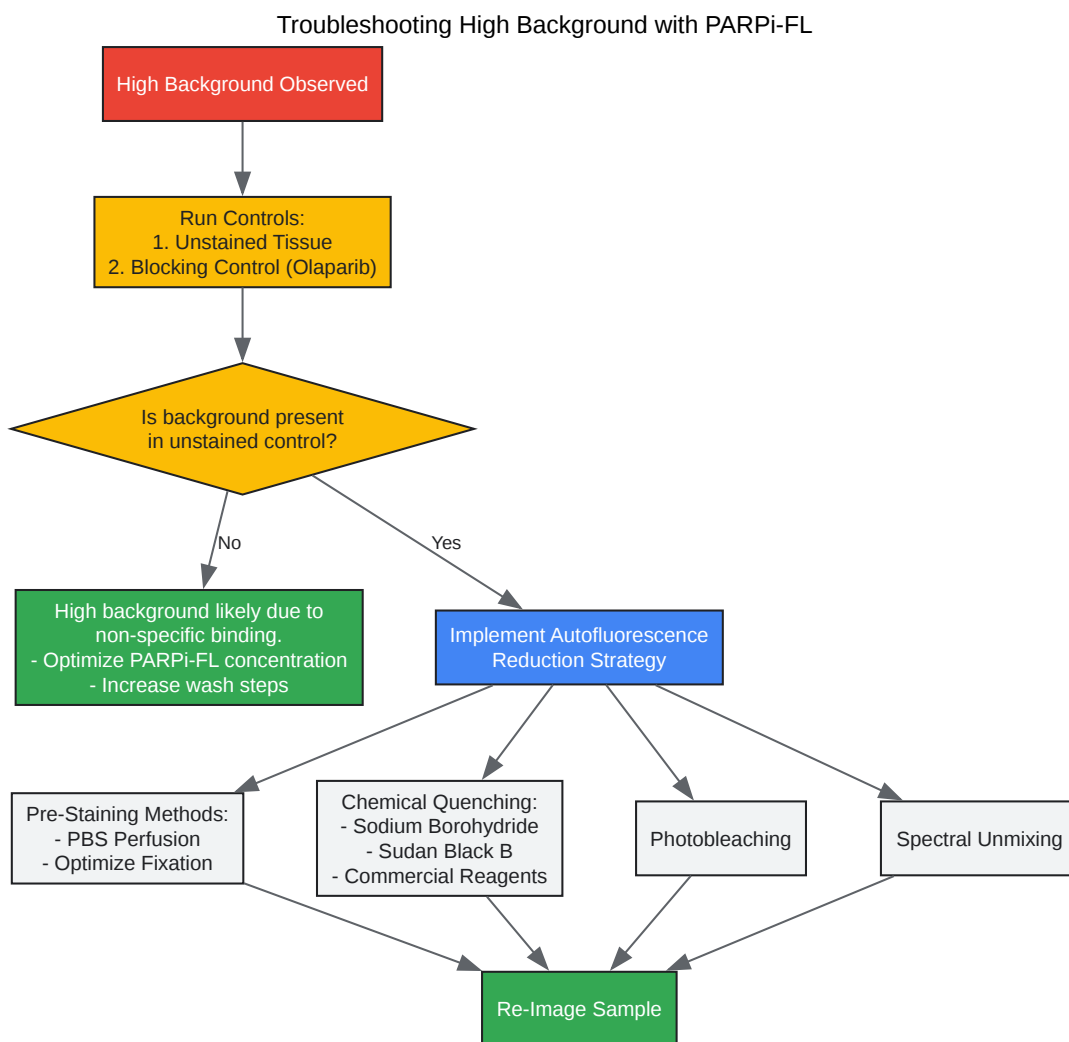 Troubleshooting High Background with PARPi-FL
High Background Observed
Run Controls:
1. Unstained Tissue
2. Blocking Control (Olaparib)
Is background present
in unstained control?
No
Yes
High background likely due to
non-specific binding.
- Optimize PARPi-FL concentration
- Increase wash steps
Implement Autofluorescence
Reduction Strategy
Pre-Staining Methods:
- PBS Perfusion
- Optimize Fixation
Chemical Quenching:
- Sodium Borohydride
- Sudan Black B
- Commercial Reagents
Photobleaching
Spectral Unmixing
Re-Image Sample